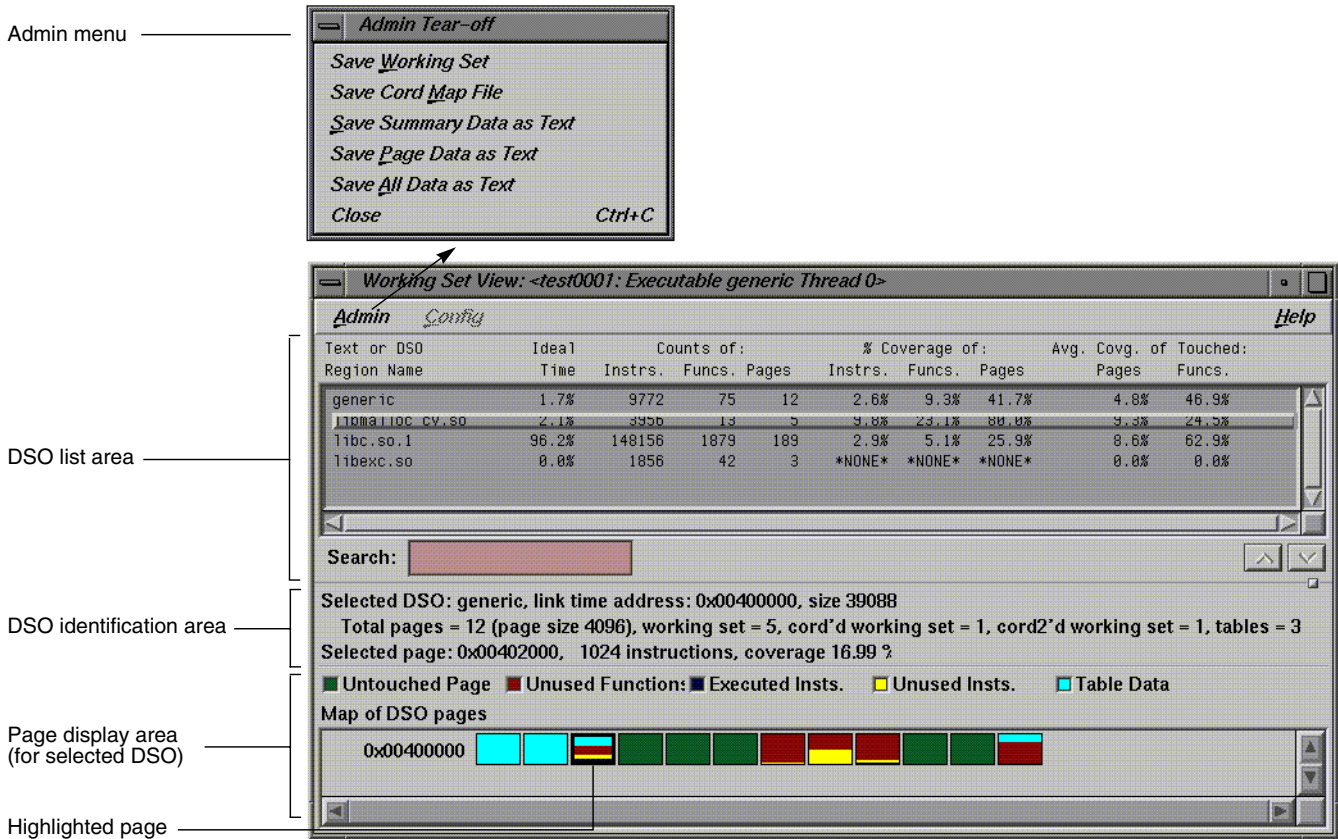 Admin menu
Admin Tear-off
Save Working Set
Save Cord Map File
Save Summary Data as Text
Save Page Data as Text
Save All Data as Text
Close Ctrl+C
Working Set View: <test0001: Executable generic Thread 0>
Admin Config Help
Text or DSO Ideal Counts of: % Coverage of: Avg. Covg. of Touched:
Region Name Time Instrs. Funcs. Pages Instrs. Funcs. Pages Pages Funcs.
generic 1.7% 9772 75 12 2.6% 9.3% 41.7% 4.8% 46.9%
libmalloc_cv.so 2.1% 3956 13 5 9.8% 23.1% 80.0% 9.3% 24.5%
libc.so.1 96.2% 148156 1879 189 2.9% 5.1% 25.9% 8.6% 62.9%
libexc.so 0.0% 1856 42 3 *NONE* *NONE* *NONE* 0.0% 0.0%
DSO list area
Search:
DSO identification area
Selected DSO: generic, link time address: 0x00400000, size 39088
Total pages = 12 (page size 4096), working set = 5, cord'd working set = 1, cord2'd working set = 1, tables = 3
Selected page: 0x00402000, 1024 instructions, coverage 16.99 %
Untouched Page Unused Functions Executed Insts. Unused Insts. Table Data
Map of DSO pages
Page display area
(for selected DSO)
0x00400000
Highlighted page